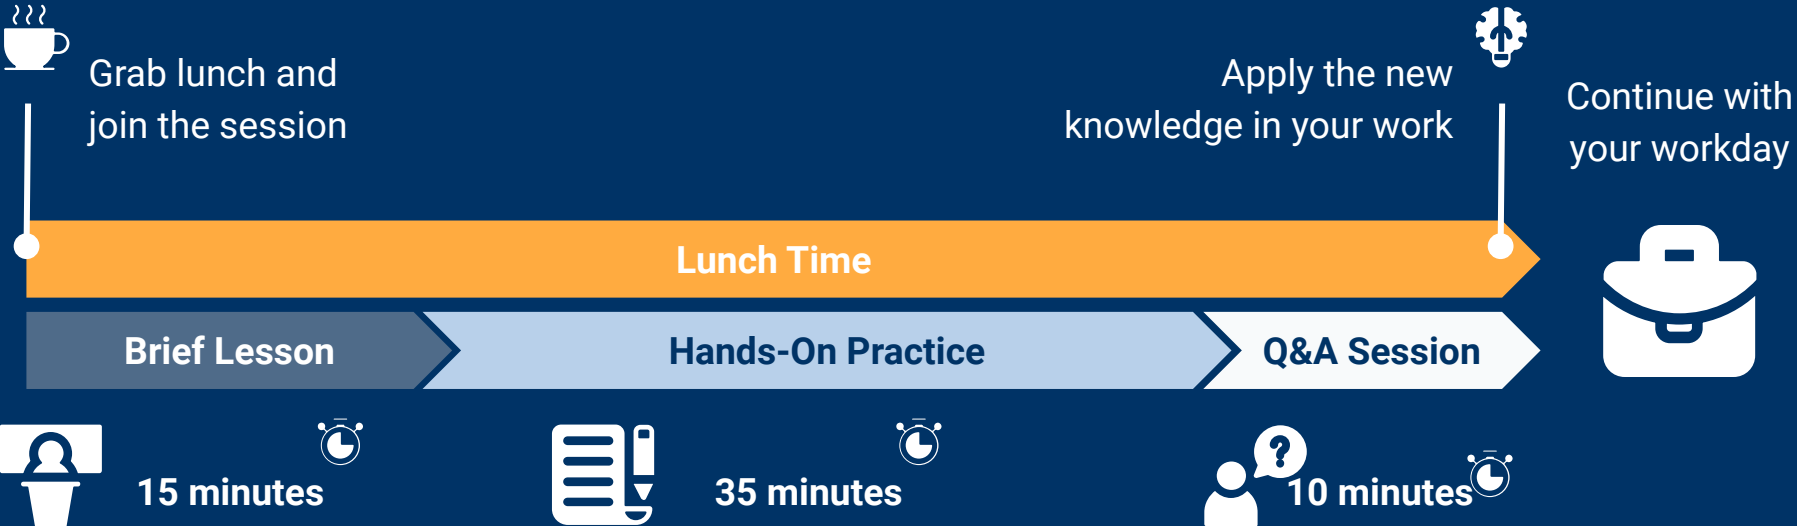 Grab lunch and
join the session
Apply the new
knowledge in your work
Continue with
your workday
Lunch Time
Brief Lesson
Hands-On Practice
Q&A Session
15 minutes
35 minutes
?
10 minutes